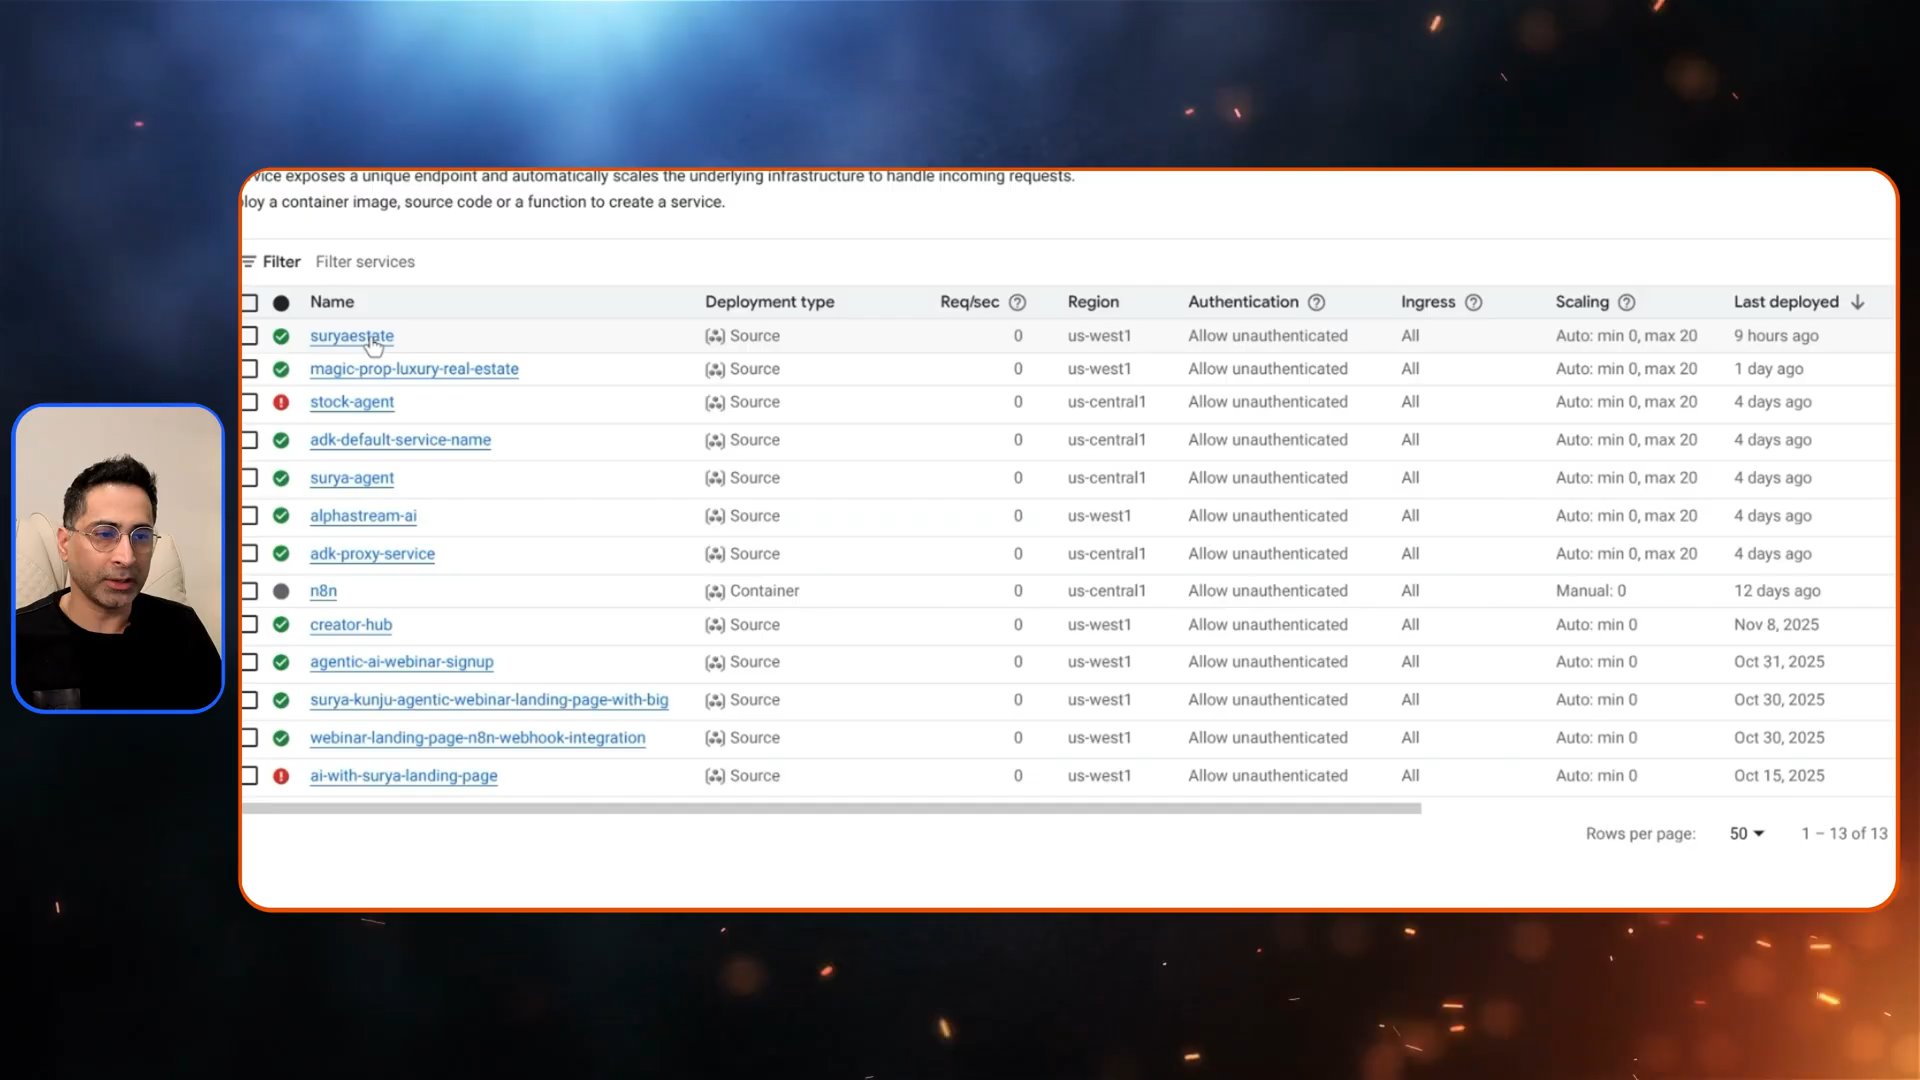 vice exposes a unique endpoint and automatically scales the underlying infrastructure to handle incoming requests.
loy a container image, source code or a function to create a service.
Filter Filter services
Name Deployment type Req/sec Region Authentication Ingress Scaling Last deployed
suryaestate Source 0 us-west1 Allow unauthenticated All Auto: min 0, max 20 9 hours ago
magic-prop-luxury-real-estate Source 0 us-west1 Allow unauthenticated All Auto: min 0, max 20 1 day ago
stock-agent Source 0 us-central1 Allow unauthenticated All Auto: min 0, max 20 4 days ago
adk-default-service-name Source 0 us-central1 Allow unauthenticated All Auto: min 0, max 20 4 days ago
surya-agent Source 0 us-central1 Allow unauthenticated All Auto: min 0, max 20 4 days ago
alphastream-ai Source 0 us-west1 Allow unauthenticated All Auto: min 0, max 20 4 days ago
adk-proxy-service Source 0 us-central1 Allow unauthenticated All Auto: min 0, max 20 4 days ago
n8n Container 0 us-central1 Allow unauthenticated All Manual: 0 12 days ago
creator-hub Source 0 us-west1 Allow unauthenticated All Auto: min 0 Nov 8, 2025
agentic-ai-webinar-signup Source 0 us-west1 Allow unauthenticated All Auto: min 0 Oct 31, 2025
surya-kunju-agentic-webinar-landing-page-with-big Source 0 us-west1 Allow unauthenticated All Auto: min 0 Oct 30, 2025
webinar-landing-page-n8n-webhook-integration Source 0 us-west1 Allow unauthenticated All Auto: min 0 Oct 30, 2025
ai-with-surya-landing-page Source 0 us-west1 Allow unauthenticated All Auto: min 0 Oct 15, 2025
Rows per page: 50 1 – 13 of 13